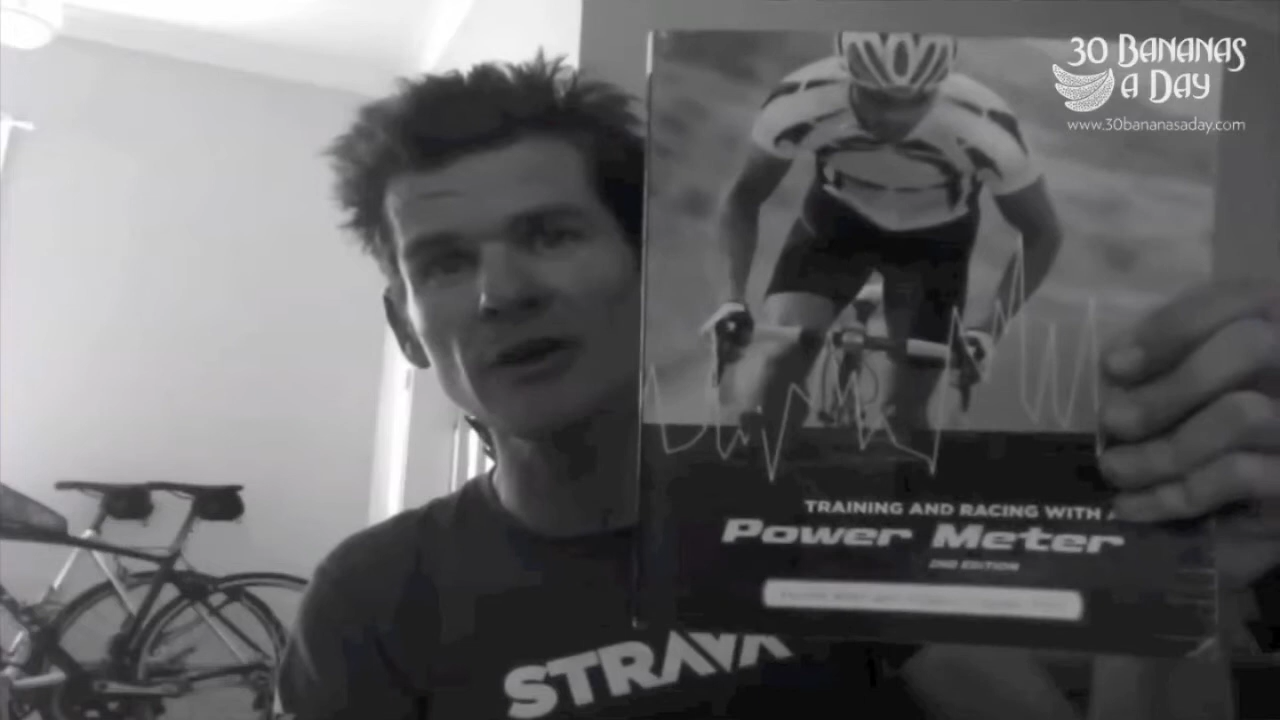 30 BANANAS
A DAY
www.30bananasaday.com
TRAINING AND RACING WITH A
Power Meter
2ND EDITION
STRAVA